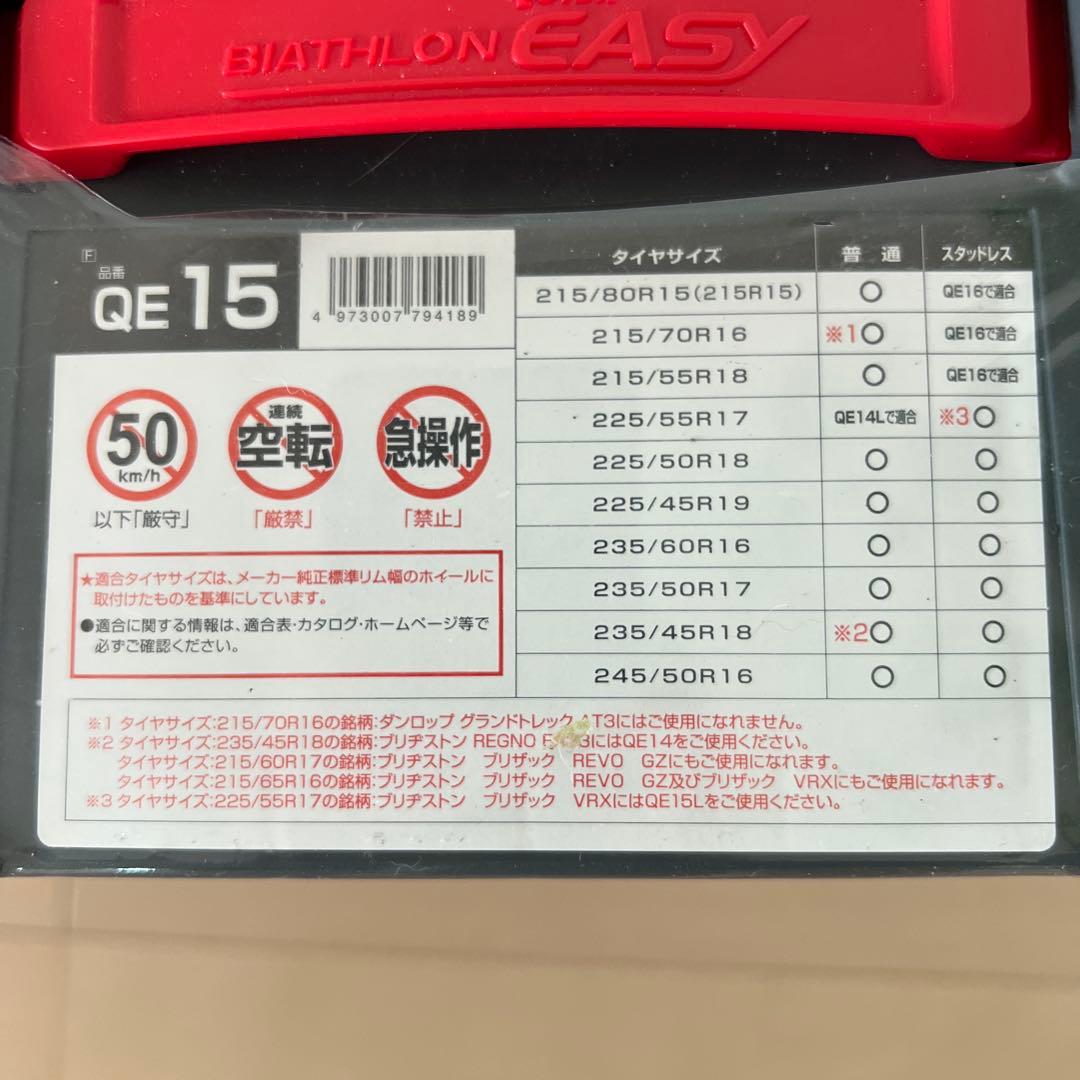 BIATHLON EASY
F
品番
QE 15
4 973007 794189
50
km/h
以下「厳守」
連続
空転
「厳禁」
急操作
「禁止」
★適合タイヤサイズは、メーカー純正標準リム幅のホイールに
取付けたものを基準にしています。
●適合に関する情報は、適合表・カタログ・ホームページ等で
必ずご確認ください。
タイヤサイズ 普通 スタッドレス
215/80R15(215R15) ○ QE16で適合
215/70R16 ※1○ QE16で適合
215/55R18 ○ QE16で適合
225/55R17 QE14Lで適合 ※3○
225/50R18 ○ ○
225/45R19 ○ ○
235/60R16 ○ ○
235/50R17 ○ ○
235/45R18 ※2○ ○
245/50R16 ○ ○
※1 タイヤサイズ:215/70R16の銘柄:ダンロップ グランドトレック AT3にはご使用になれません。
※2 タイヤサイズ:235/45R18の銘柄:ブリヂストン REGNO にはQE14をご使用ください。
タイヤサイズ:215/60R17の銘柄:ブリヂストン ブリザック REVO GZにもご使用になれます。
タイヤサイズ:215/65R16の銘柄:ブリヂストン ブリザック REVO GZ及びブリザック VRXにもご使用になれます。
※3 タイヤサイズ:225/55R17の銘柄:ブリヂストン ブリザック VRXにはQE15Lをご使用ください。